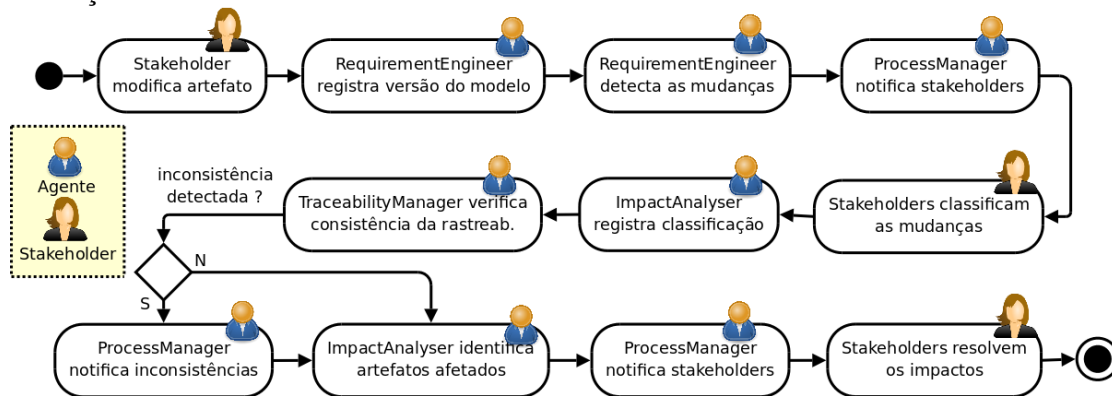 Stakeholder
modifica artefato
RequirementEngineer
registra versão do modelo
RequirementEngineer
detecta as mudanças
ProcessManager
notifica stakeholders
Agente
Stakeholder
inconsistência
detectada ?
TraceabilityManager verifica
consistência da rastreab.
ImpactAnalyser
registra classificação
Stakeholders classificam
as mudanças
N
S
ProcessManager
notifica inconsistências
ImpactAnalyser identifica
artefatos afetados
ProcessManager
notifica stakeholders
Stakeholders resolvem
os impactos